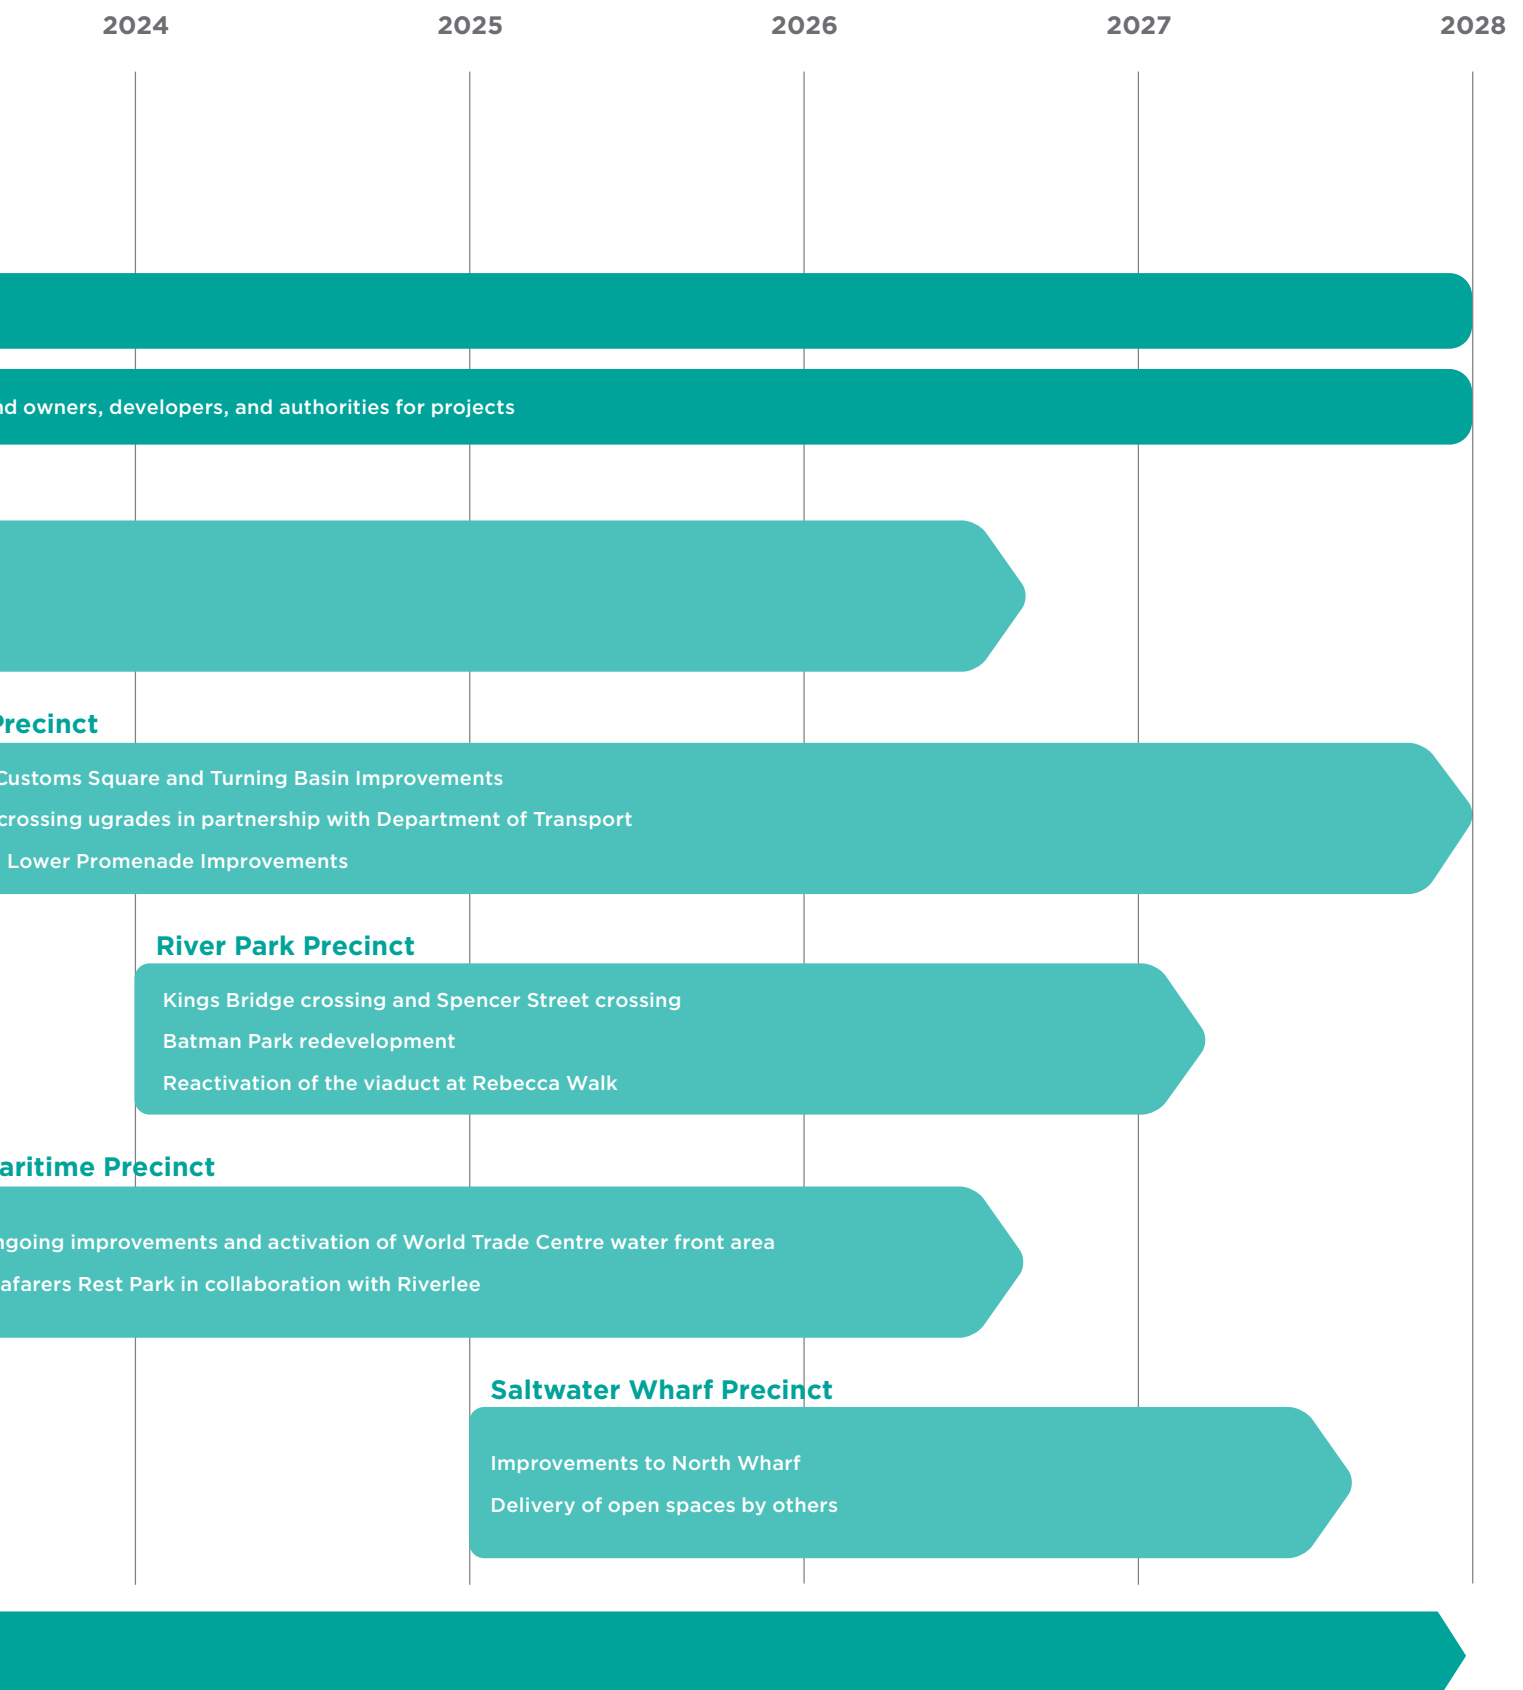 2024 2025 2026 2027 2028
owners, developers, and authorities for projects
Precinct
Customs Square and Turning Basin Improvements
crossing ugrades in partnership with Department of Transport
Lower Promenade Improvements
River Park Precinct
Kings Bridge crossing and Spencer Street crossing
Batman Park redevelopment
Reactivation of the viaduct at Rebecca Walk
aritime Precinct
ngoing improvements and activation of World Trade Centre water front area
afarers Rest Park in collaboration with Riverlee
Saltwater Wharf Precinct
Improvements to North Wharf
Delivery of open spaces by others